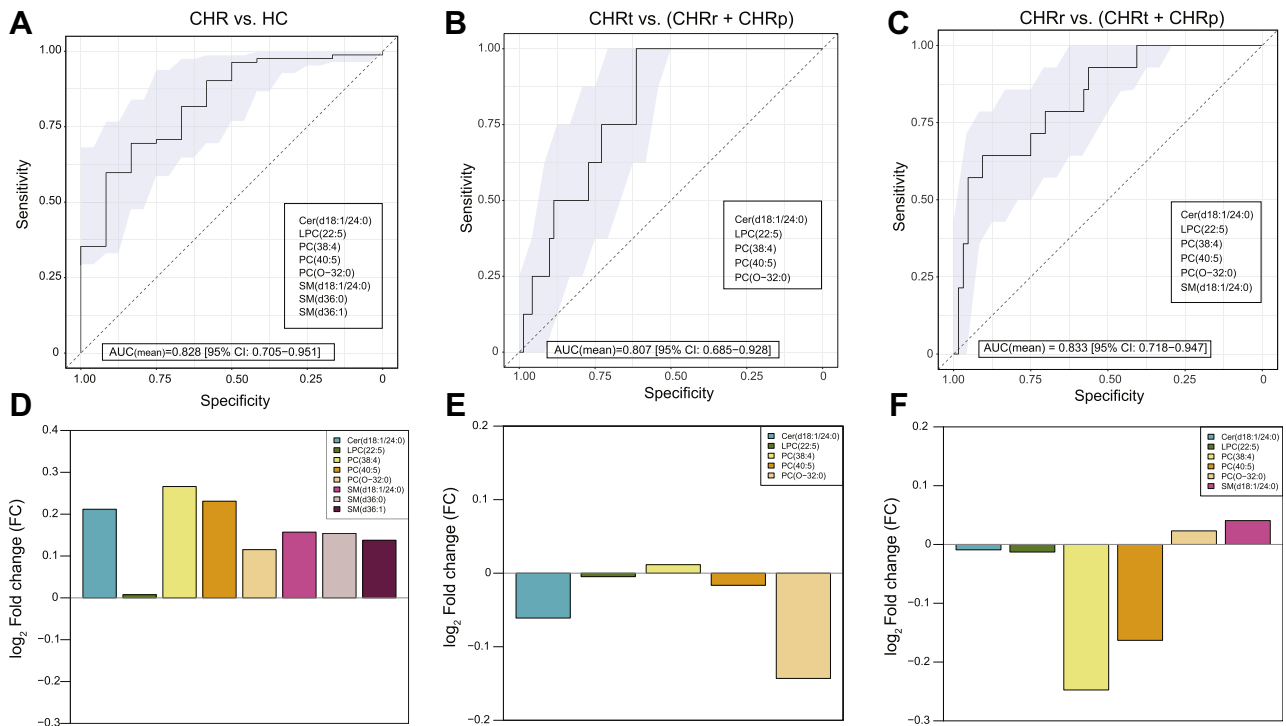 A
CHR vs. HC
1.00
0.75
0.50
0.25
0
Sensitivity
Cer(d18:1/24:0)
LPC(22:5)
PC(38:4)
PC(40:5)
PC(O−32:0)
SM(d18:1/24:0)
SM(d36:0)
SM(d36:1)
AUC(mean)=0.828 [95% CI: 0.705−0.951]
1.00 0.75 0.50 0.25 0
Specificity
B
CHRt vs. (CHRr + CHRp)
1.00
0.75
0.50
0.25
0
Sensitivity
Cer(d18:1/24:0)
LPC(22:5)
PC(38:4)
PC(40:5)
PC(O−32:0)
AUC(mean)=0.807 [95% CI: 0.685−0.928]
1.00 0.75 0.50 0.25 0
Specificity
C
CHRr vs. (CHRt + CHRp)
1.00
0.75
0.50
0.25
0
Sensitivity
Cer(d18:1/24:0)
LPC(22:5)
PC(38:4)
PC(40:5)
PC(O−32:0)
SM(d18:1/24:0)
AUC(mean) = 0.833 [95% CI: 0.718−0.947]
1.00 0.75 0.50 0.25 0
Specificity
D
0.4
0.3
0.2
0.1
0
−0.1
−0.2
−0.3
log2 Fold change (FC)
Cer(d18:1/24:0)
LPC(22:5)
PC(38:4)
PC(40:5)
PC(O−32:0)
SM(d18:1/24:0)
SM(d36:0)
SM(d36:1)
E
0.2
0.1
0
−0.1
−0.2
log2 Fold change (FC)
Cer(d18:1/24:0)
LPC(22:5)
PC(38:4)
PC(40:5)
PC(O−32:0)
F
0.2
0.1
0
−0.1
−0.2
−0.3
log2 Fold change (FC)
Cer(d18:1/24:0)
LPC(22:5)
PC(38:4)
PC(40:5)
PC(O−32:0)
SM(d18:1/24:0)